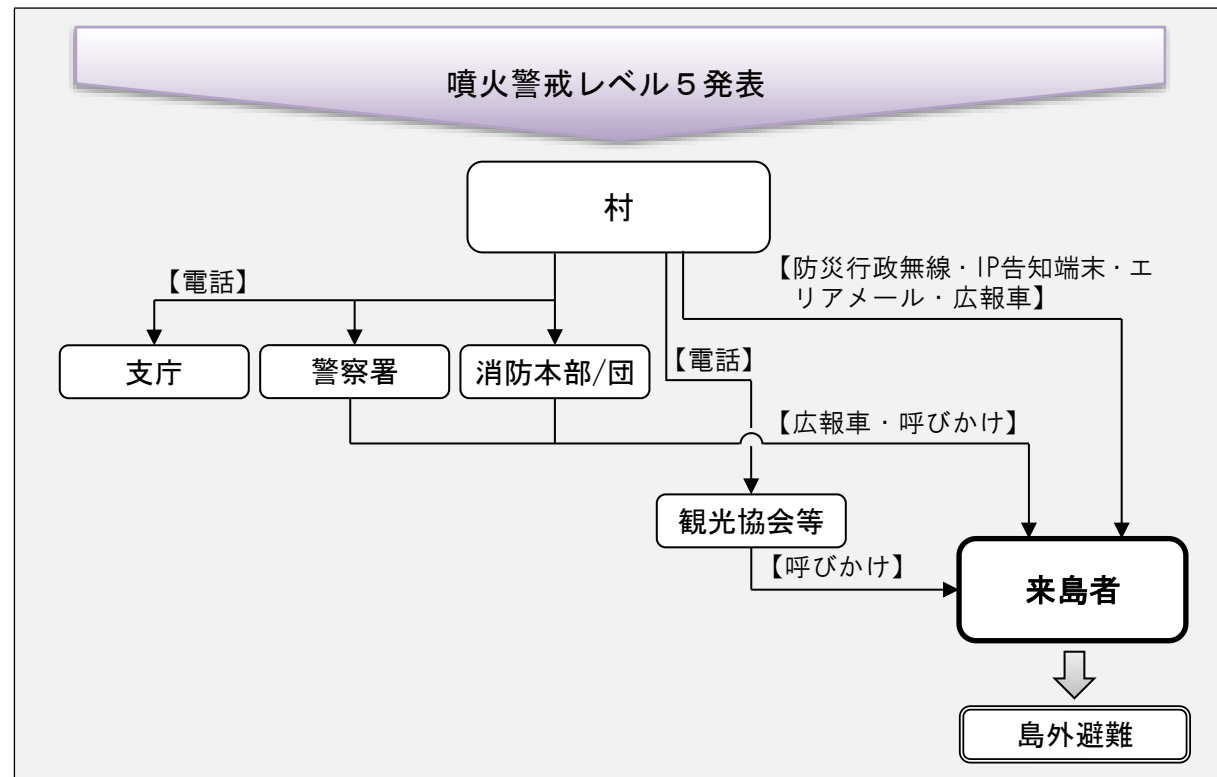 噴火警戒レベル５発表
村
【防災行政無線・IP告知端末・エ
リアメール・広報車】
【電話】
支庁
警察署
消防本部/団
【電話】
【広報車・呼びかけ】
観光協会等
【呼びかけ】
来島者
島外避難